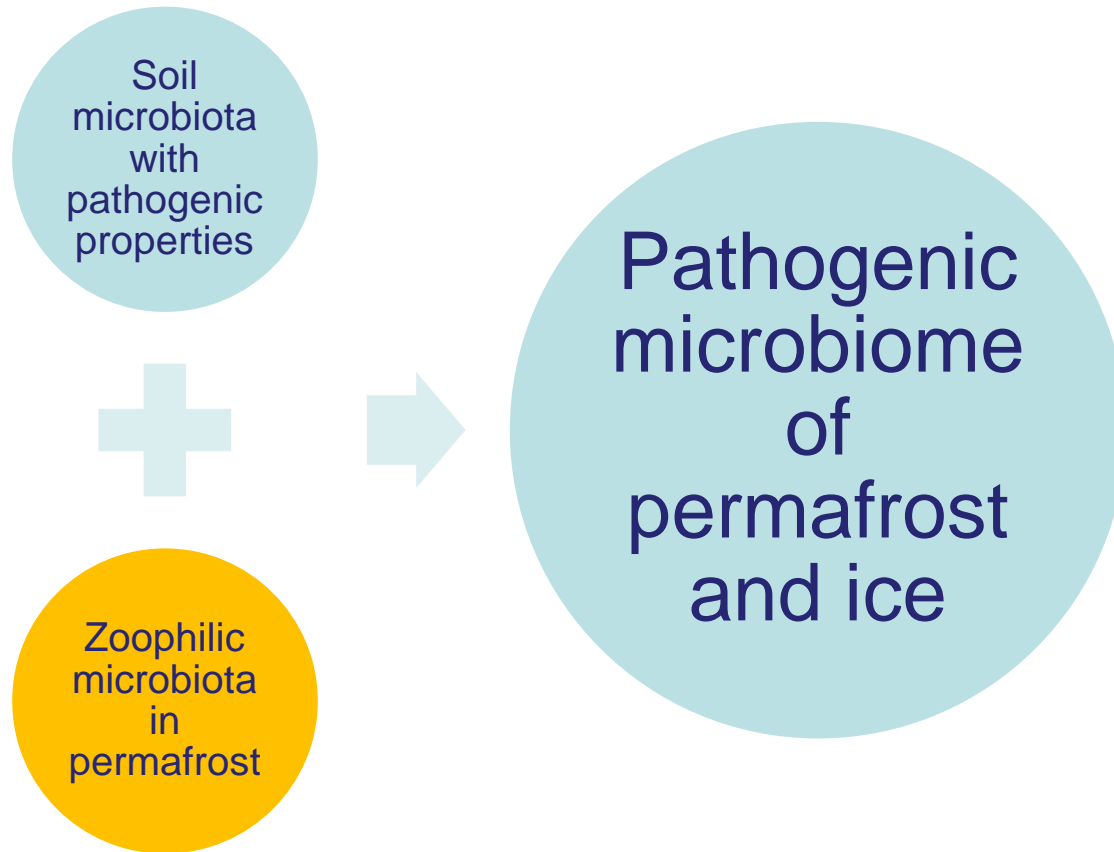 Soil
microbiota
with
pathogenic
properties
Zoophilic
microbiota
in
permafrost
Pathogenic
microbiome
of
permafrost
and ice